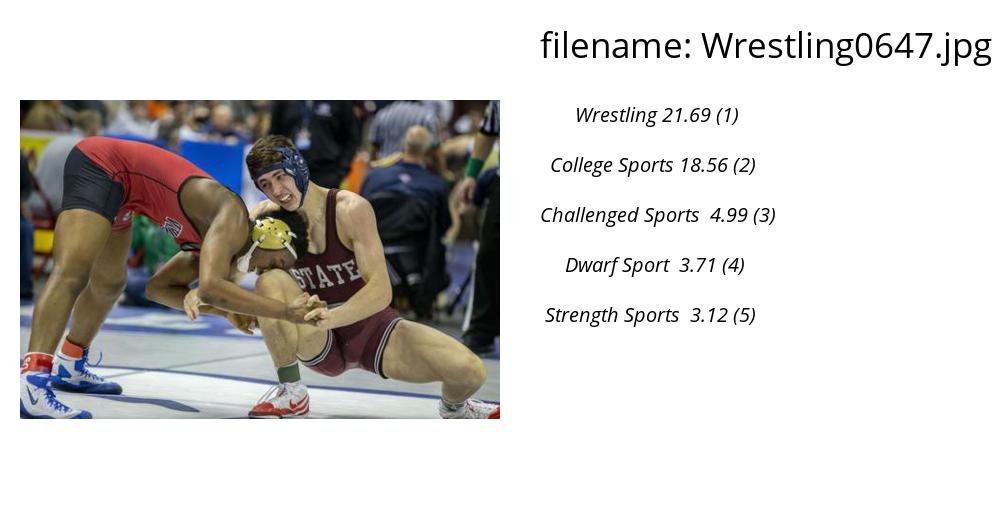 filename: Wrestling0647.jpg
Wrestling 21.69 (1)
College Sports 18.56 (2)
Challenged Sports 4.99 (3)
Dwarf Sport 3.71 (4)
Strength Sports 3.12 (5)
STATE